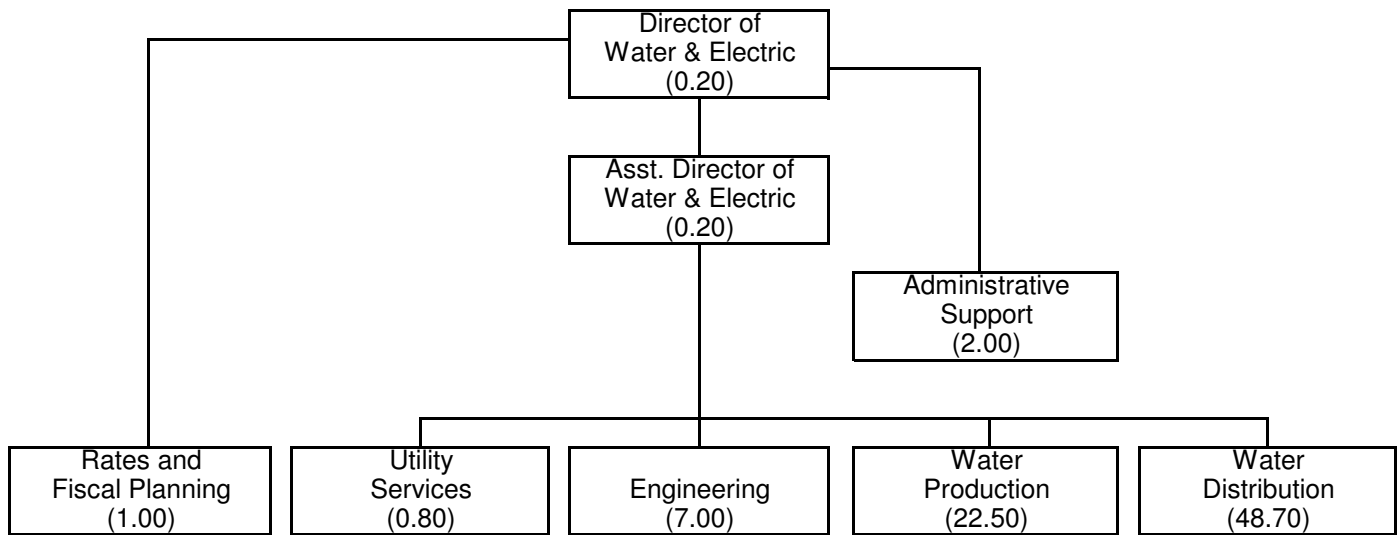 Director of
Water & Electric
(0.20)
Asst. Director of
Water & Electric
(0.20)
Administrative
Support
(2.00)
Rates and
Fiscal Planning
(1.00)
Utility
Services
(0.80)
Engineering
(7.00)
Water
Production
(22.50)
Water
Distribution
(48.70)